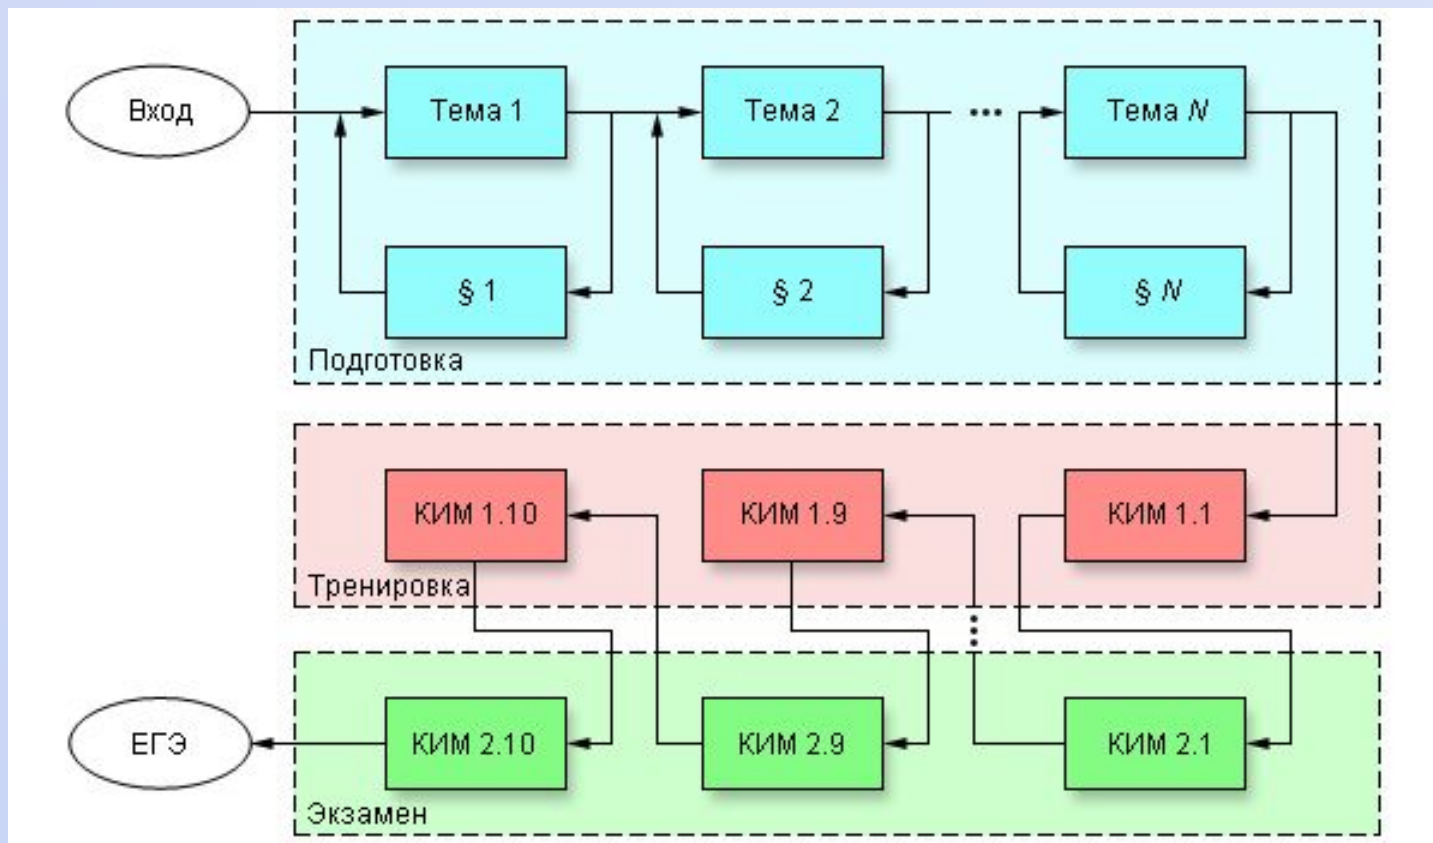 Вход
Тема 1
Тема 2
...
Тема N
§ 1
§ 2
§ N
Подготовка
КИМ 1.10
КИМ 1.9
КИМ 1.1
Тренировка
ЕГЭ
КИМ 2.10
КИМ 2.9
КИМ 2.1
Экзамен